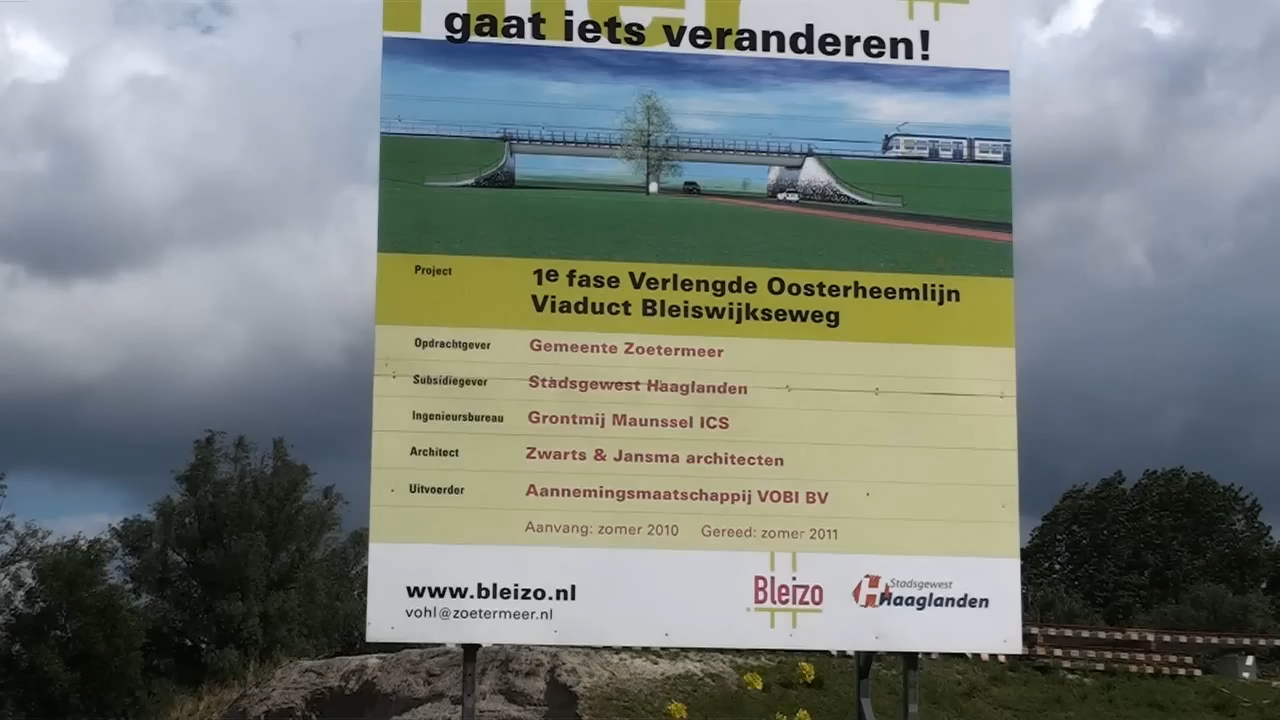 Hier
gaat iets veranderen!
Project
1e fase Verlengde Oosterheemlijn
Viaduct Bleiswijkseweg
Opdrachtgever Gemeente Zoetermeer
Subsidiegever Stadsgewest Haaglanden
Ingenieursbureau Grontmij Maunssel ICS
Architect Zwarts & Jansma architecten
Uitvoerder Aannemingsmaatschappij VOBI BV
Aanvang: zomer 2010 Gereed: zomer 2011
www.bleizo.nl
vohl@zoetermeer.nl
Bleizo
Stadsgewest
Haaglanden